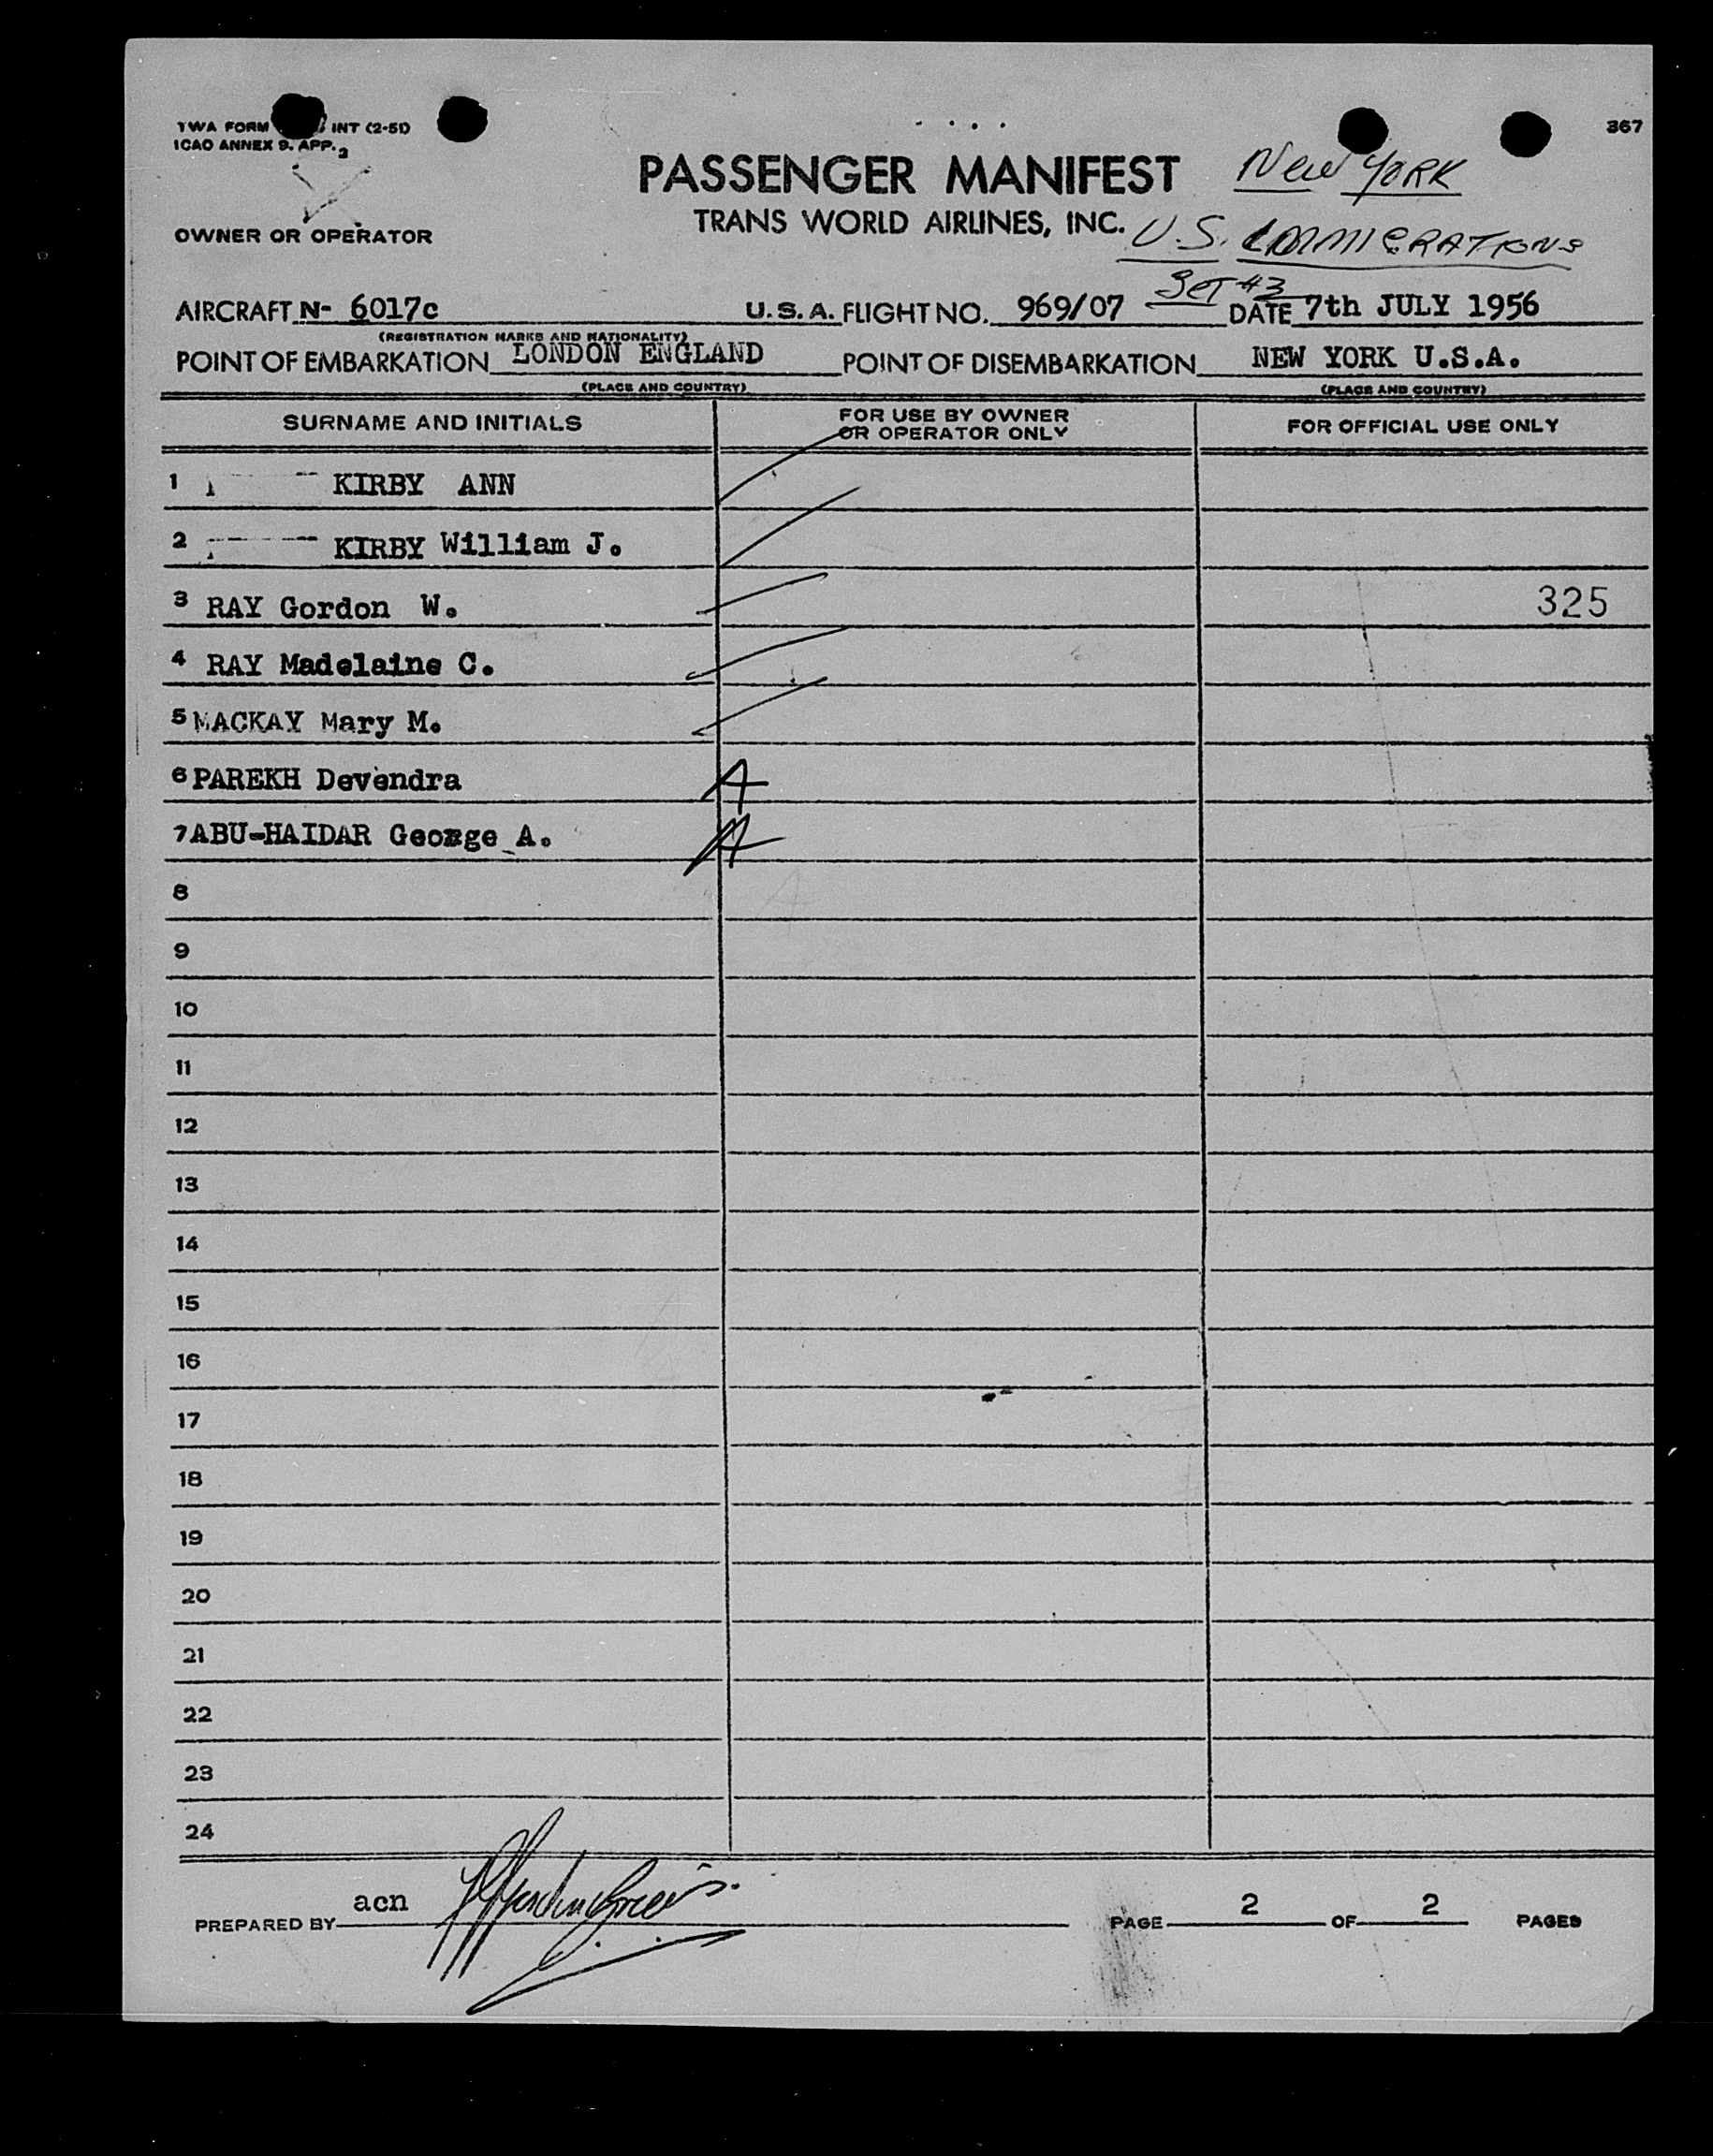 TWA FORM INT (2-51)
ICAO ANNEX 9. APP. 2
367
PASSENGER MANIFEST
New YORK
TRANS WORLD AIRLINES, INC.
U.S. IMMIGRATIONS
OWNER OR OPERATOR
SET #3
AIRCRAFT N- 6017c U.S.A. FLIGHT NO. 969/07 DATE 7th JULY 1956
(REGISTRATION MARKS AND NATIONALITY)
POINT OF EMBARKATION LONDON ENGLAND POINT OF DISEMBARKATION NEW YORK U.S.A.
(PLACE AND COUNTRY) (PLACE AND COUNTRY)
SURNAME AND INITIALS FOR USE BY OWNER OR OPERATOR ONLY FOR OFFICIAL USE ONLY
1 KIRBY ANN
2 KIRBY William J.
3 RAY Gordon W. 325
4 RAY Madelaine C.
5 MACKAY Mary M.
6 PAREKH Devendra A
7 ABU-HAIDAR George A. A
8
9
10
11
12
13
14
15
16
17
18
19
20
21
22
23
24
PREPARED BY acn PAGE 2 OF 2 PAGES